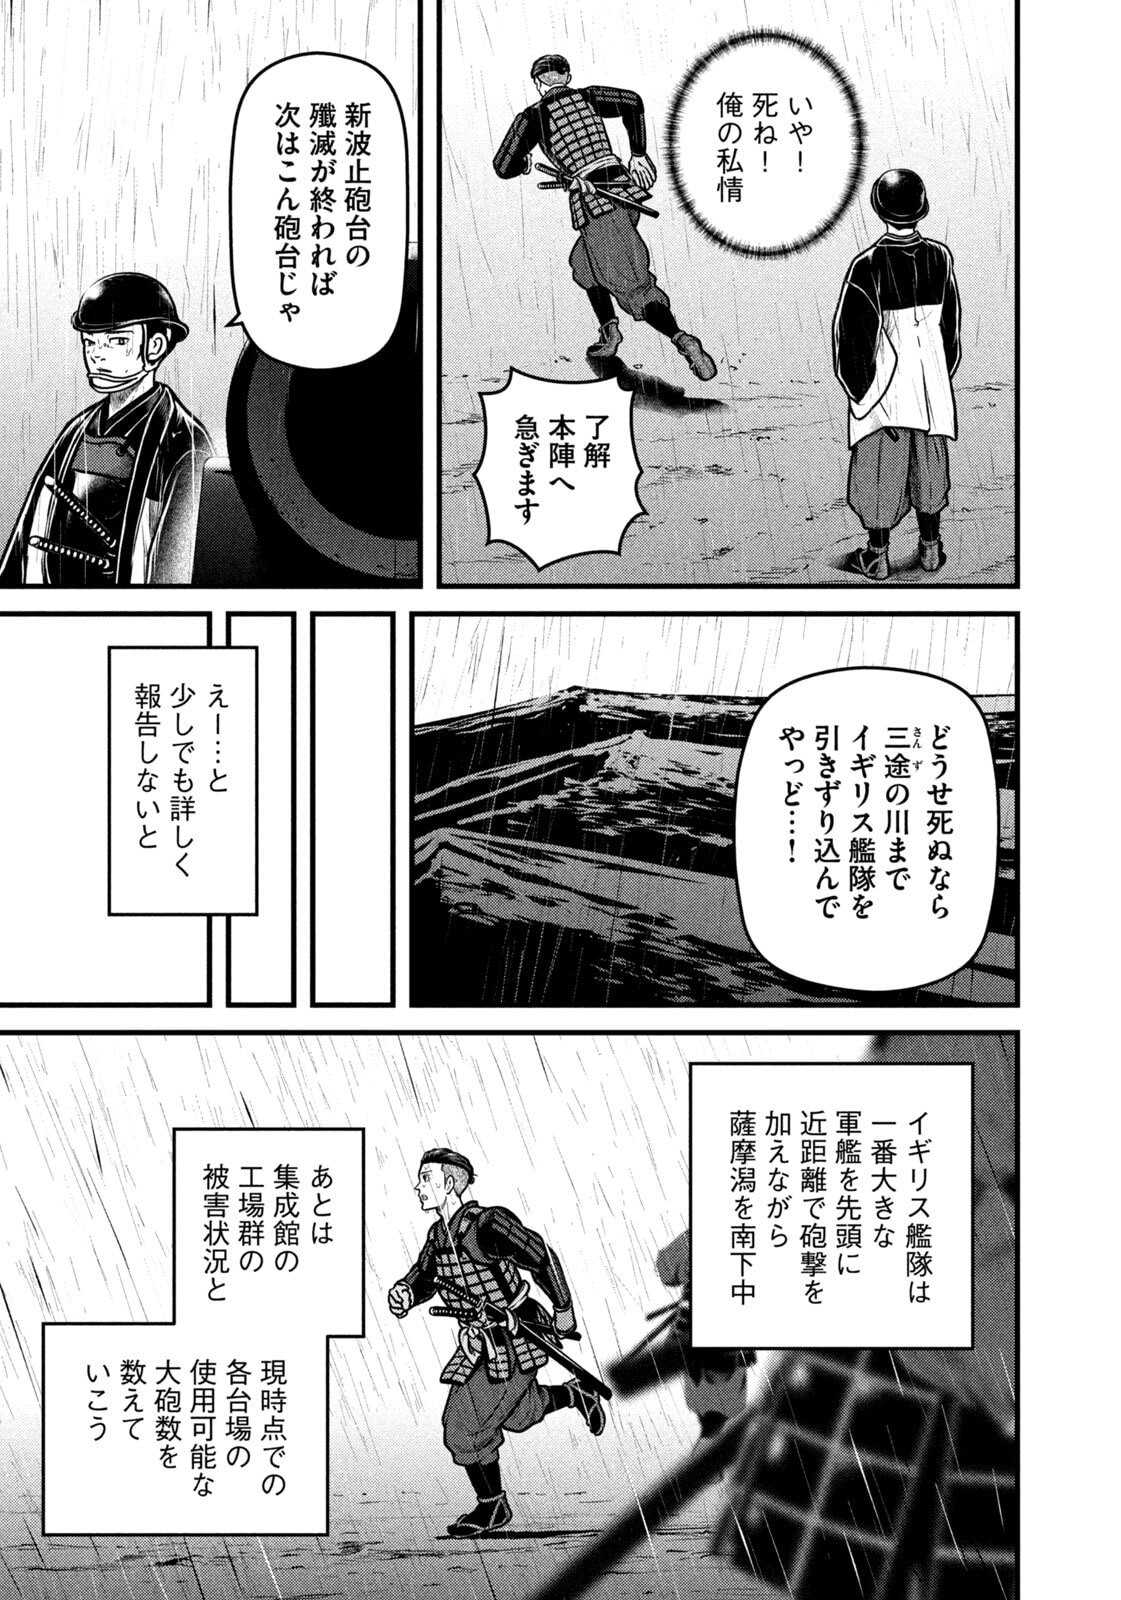 いや！
死ね！
俺の私情
了解
本陣へ
急ぎます
新波止砲台の
殲滅が終われば
次はこん砲台じゃ
どうせ死ぬなら
三途の川まで
さんず
イギリス艦隊を
引きずり込んで
やっど…！
えー…と
少しでも詳しく
報告しないと
イギリス艦隊は
一番大きな
軍艦を先頭に
近距離で砲撃を
加えながら
薩摩潟を南下中
あとは
集成館の
工場群の
被害状況と
現時点での
各台場の
使用可能な
大砲数を
数えて
いこう